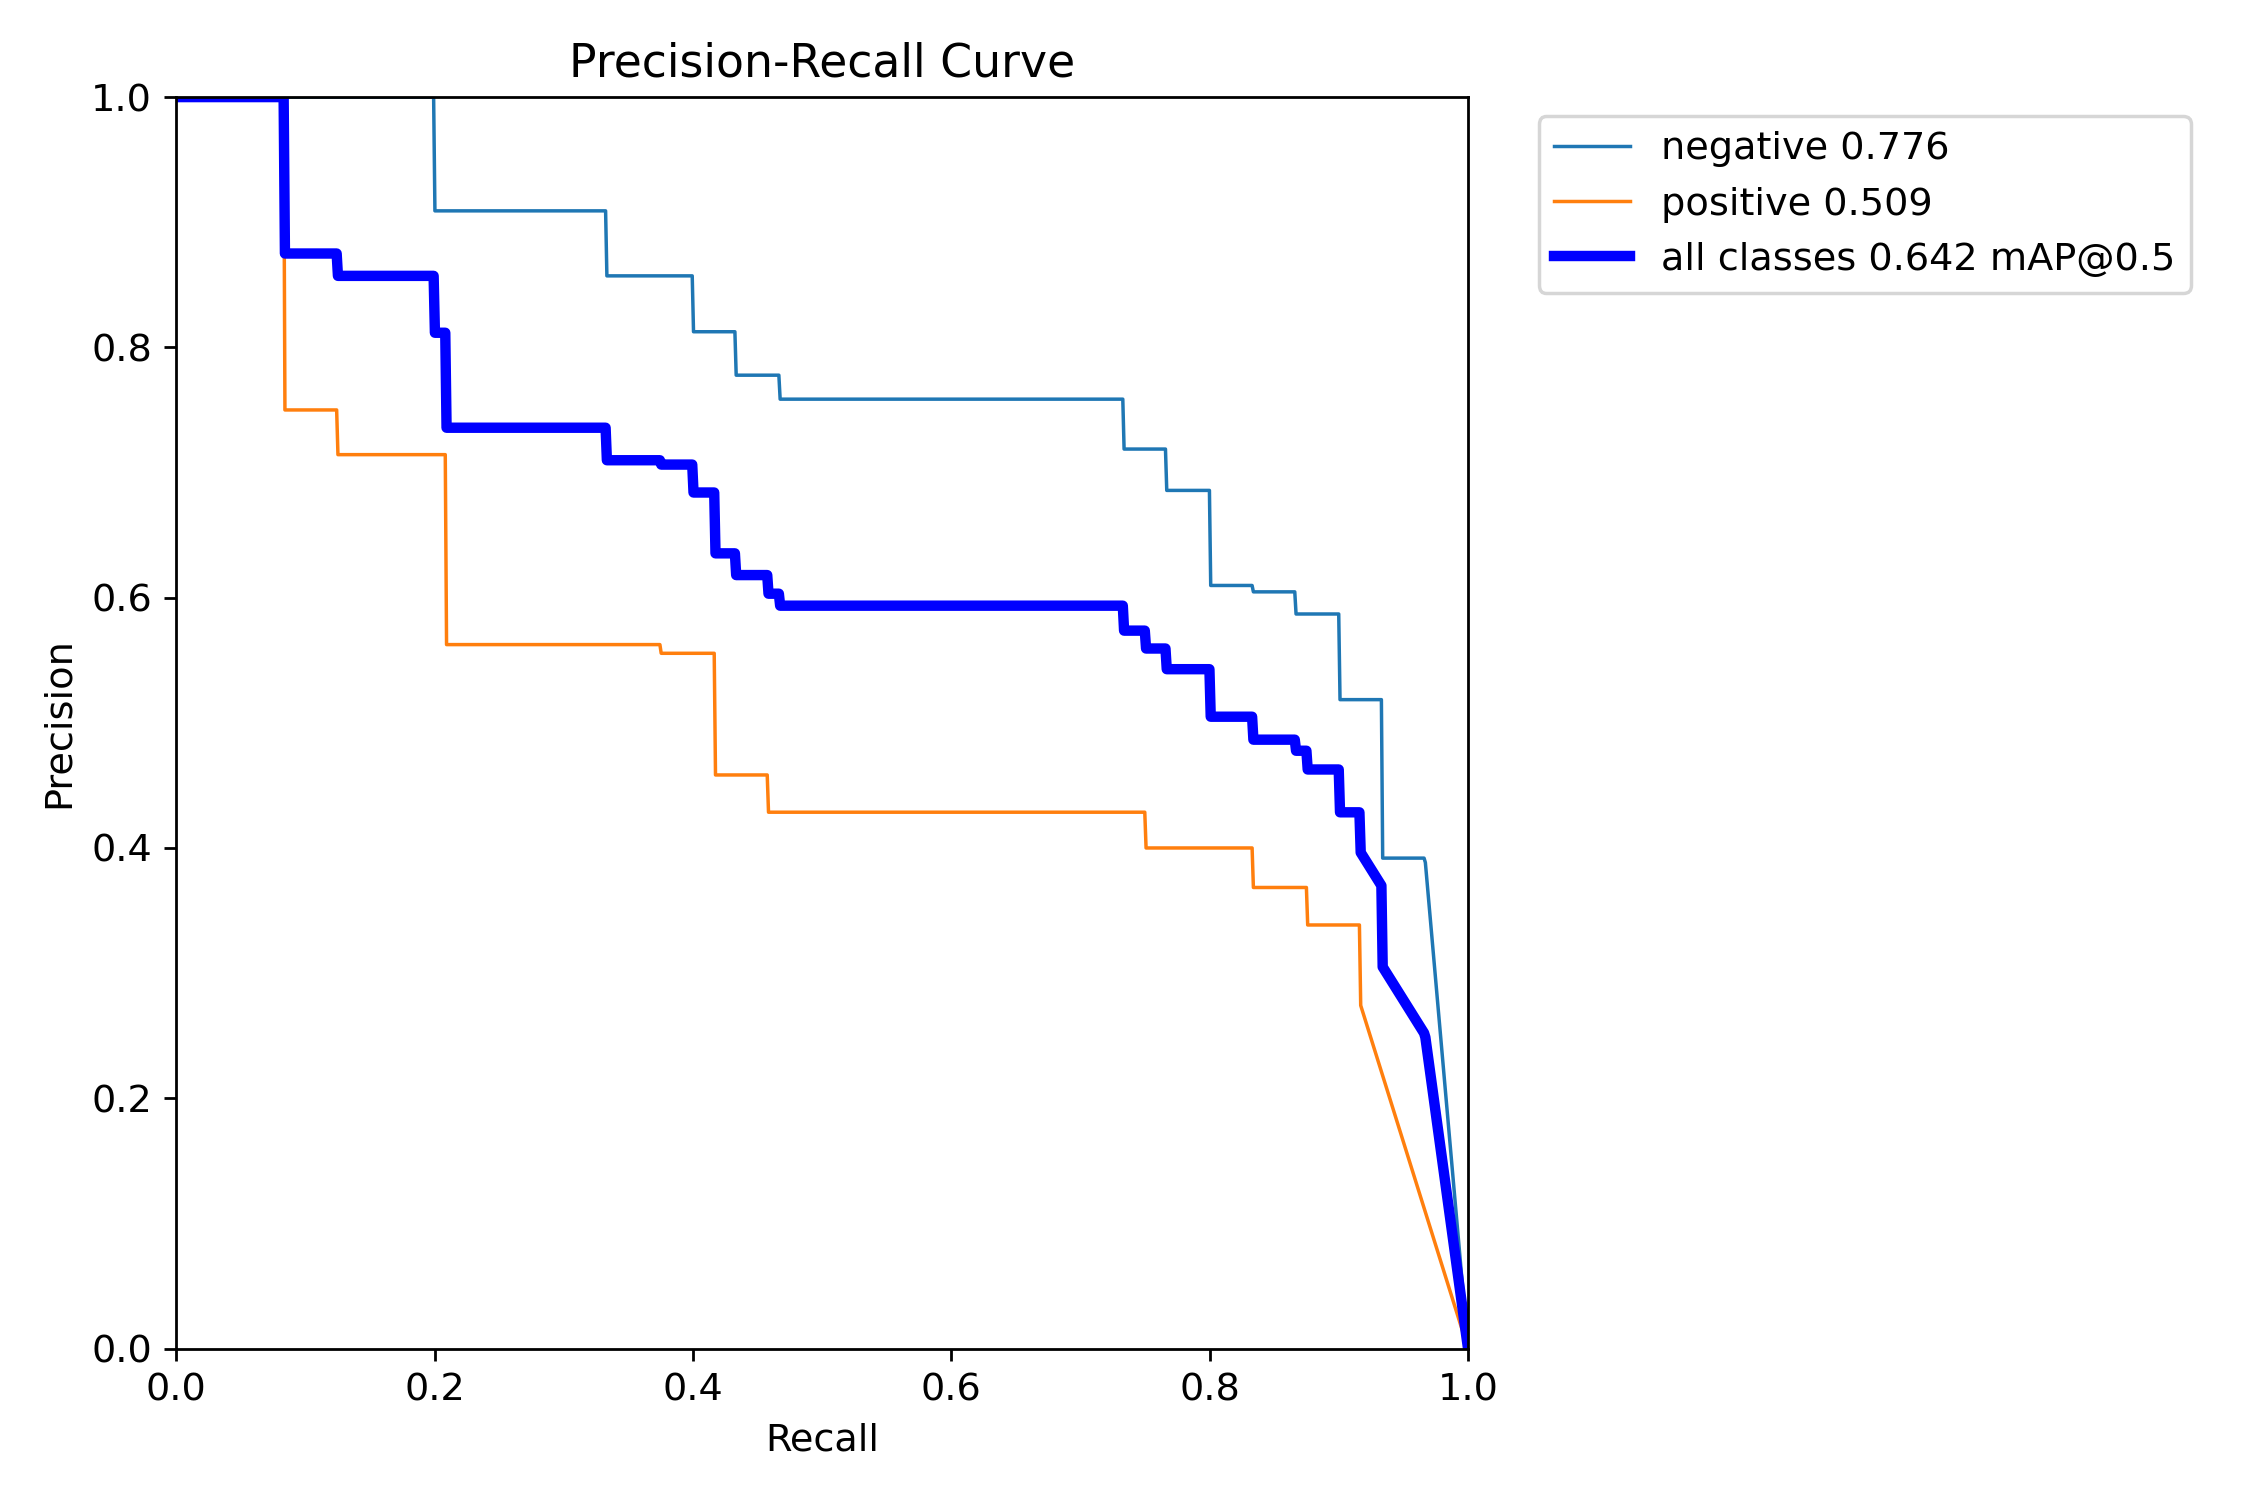 Precision-Recall Curve
1.0
0.8
0.6
0.4
0.2
0.0
Precision
0.0 0.2 0.4 0.6 0.8 1.0
Recall
negative 0.776
positive 0.509
all classes 0.642 mAP@0.5